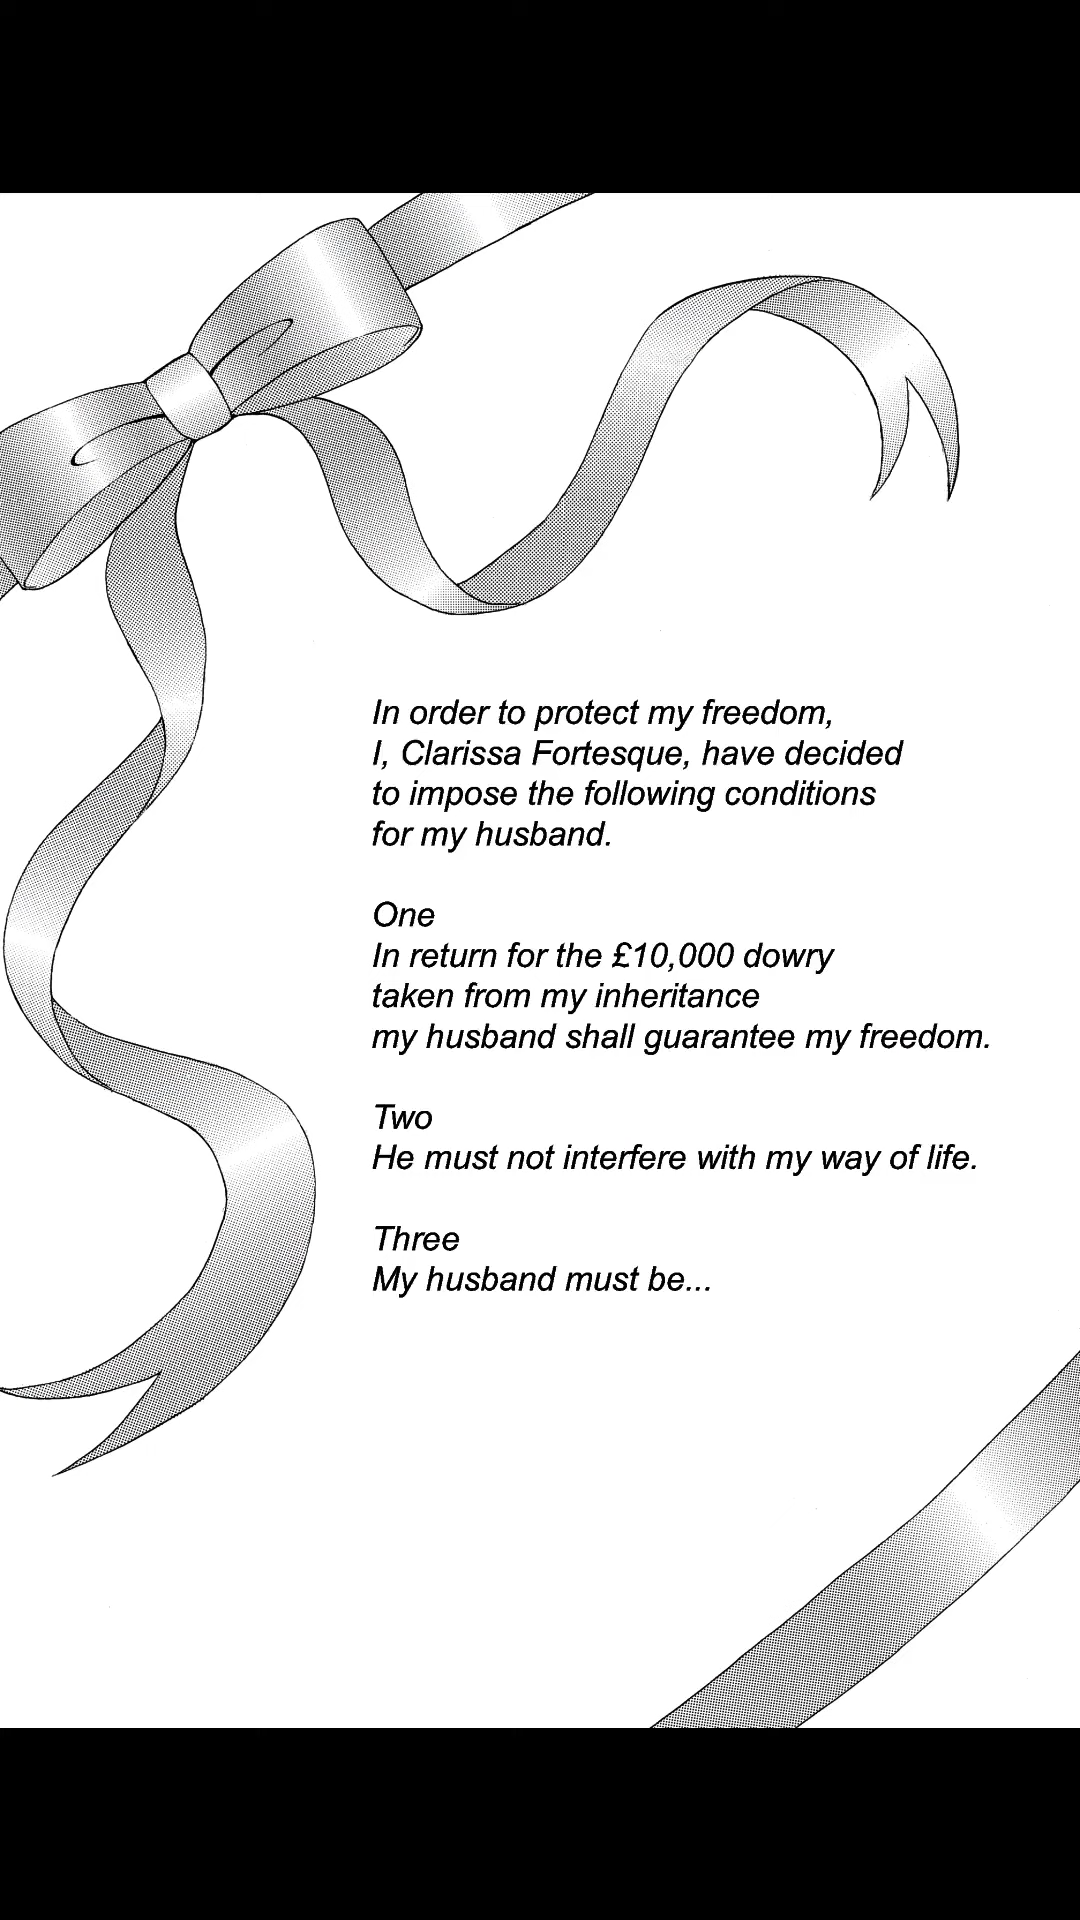 In order to protect my freedom,
I, Clarissa Fortesque, have decided
to impose the following conditions
for my husband.
One
In return for the £10,000 dowry
taken from my inheritance
my husband shall guarantee my freedom.
Two
He must not interfere with my way of life.
Three
My husband must be...